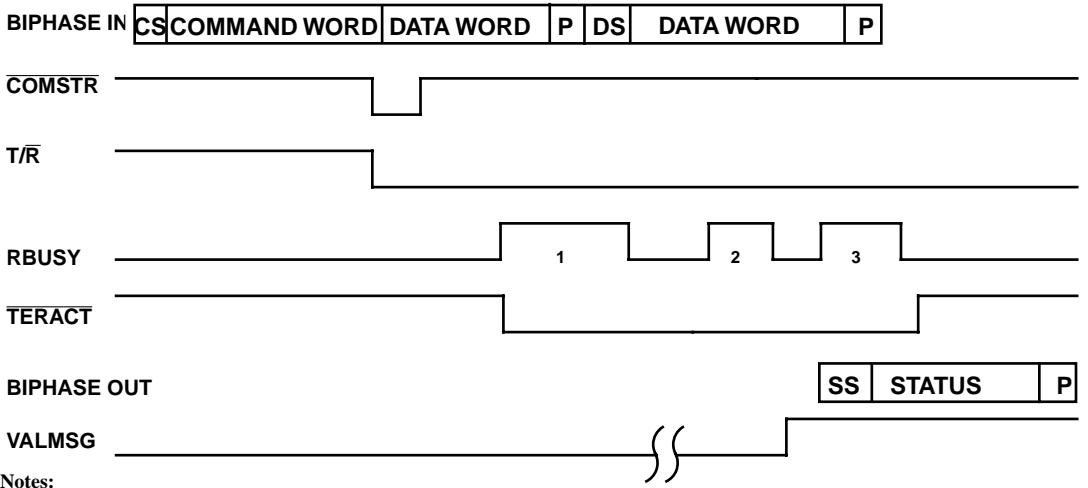 BIPHASE IN CS COMMAND WORD DATA WORD P DS DATA WORD P
COMSTR
T/R
RBUSY 1 2 3
TERACT
BIPHASE OUT SS STATUS P
VALMSG
Notes: